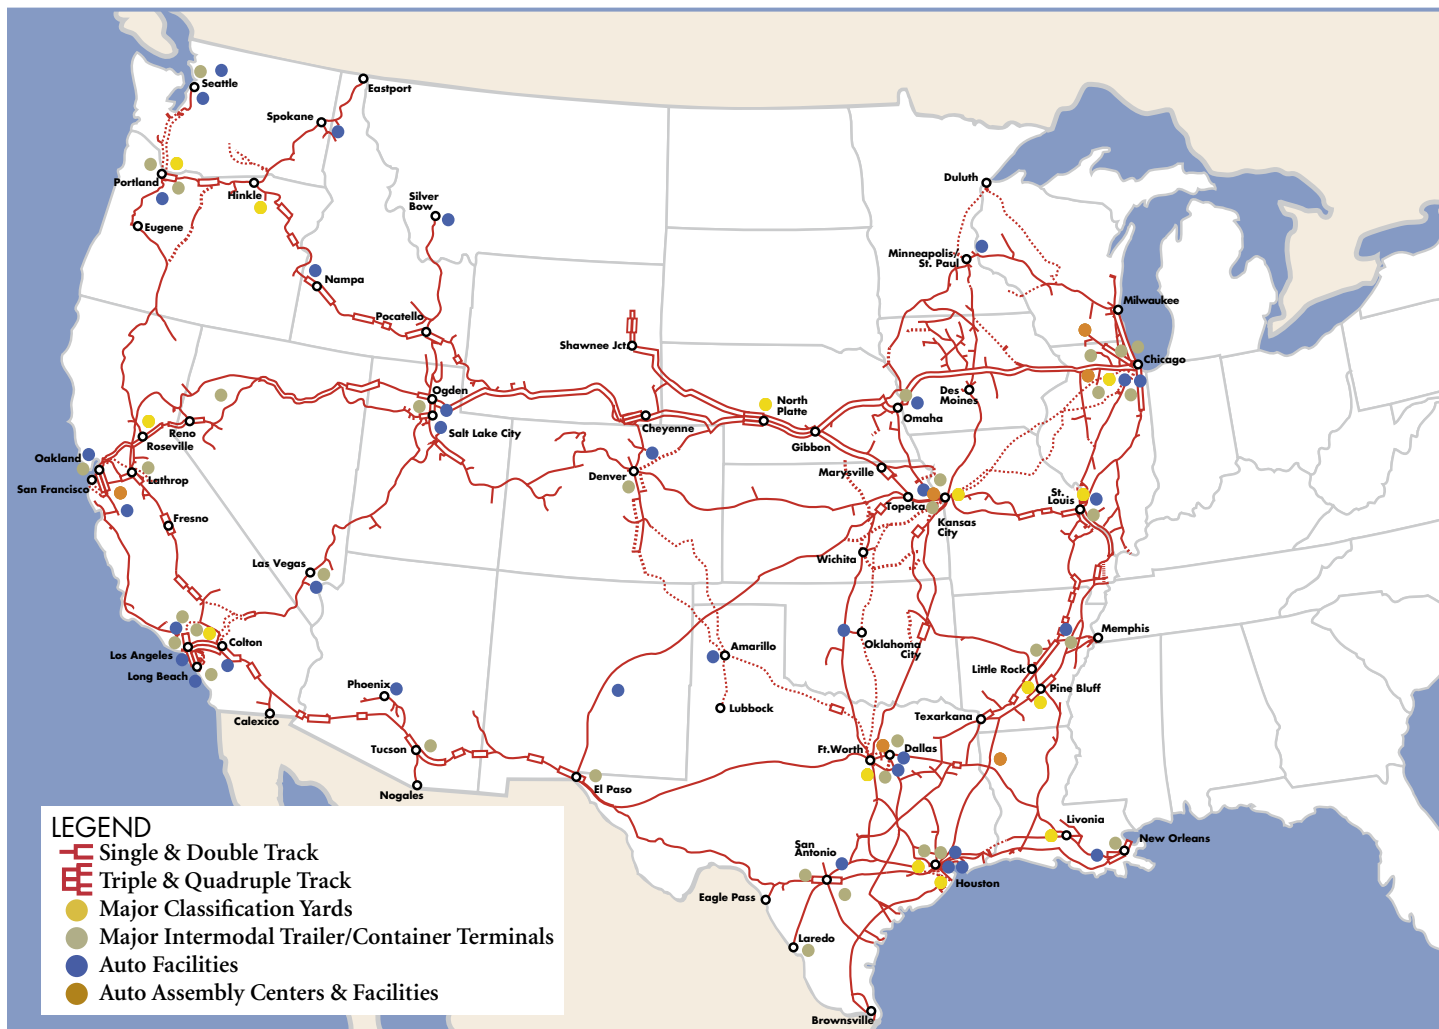 Seattle
Eastport
Spokane
Portland
Hinkle
Silver
Bow
Duluth
Eugene
Minneapolis/
St. Paul
Nampa
Milwaukee
Pocatello
Shawnee Jct.
Chicago
Ogden
Des
Moines
North
Platte
Omaha
Reno
Roseville
Salt Lake City
Cheyenne
Gibbon
Oakland
San Francisco
Lathrop
Denver
Marysville
St.
Louis
Topeka
Kansas
City
Fresno
Las Vegas
Wichita
Colton
Los Angeles
Long Beach
Amarillo
Oklahoma
City
Memphis
Little Rock
Pine Bluff
Phoenix
Lubbock
Texarkana
Calexico
Tucson
Ft.Worth
Dallas
Nogales
El Paso
LEGEND
Single & Double Track
Triple & Quadruple Track
Major Classification Yards
Major Intermodal Trailer/Container Terminals
Auto Facilities
Auto Assembly Centers & Facilities
Livonia
New Orleans
San
Antonio
Houston
Eagle Pass
Laredo
Brownsville